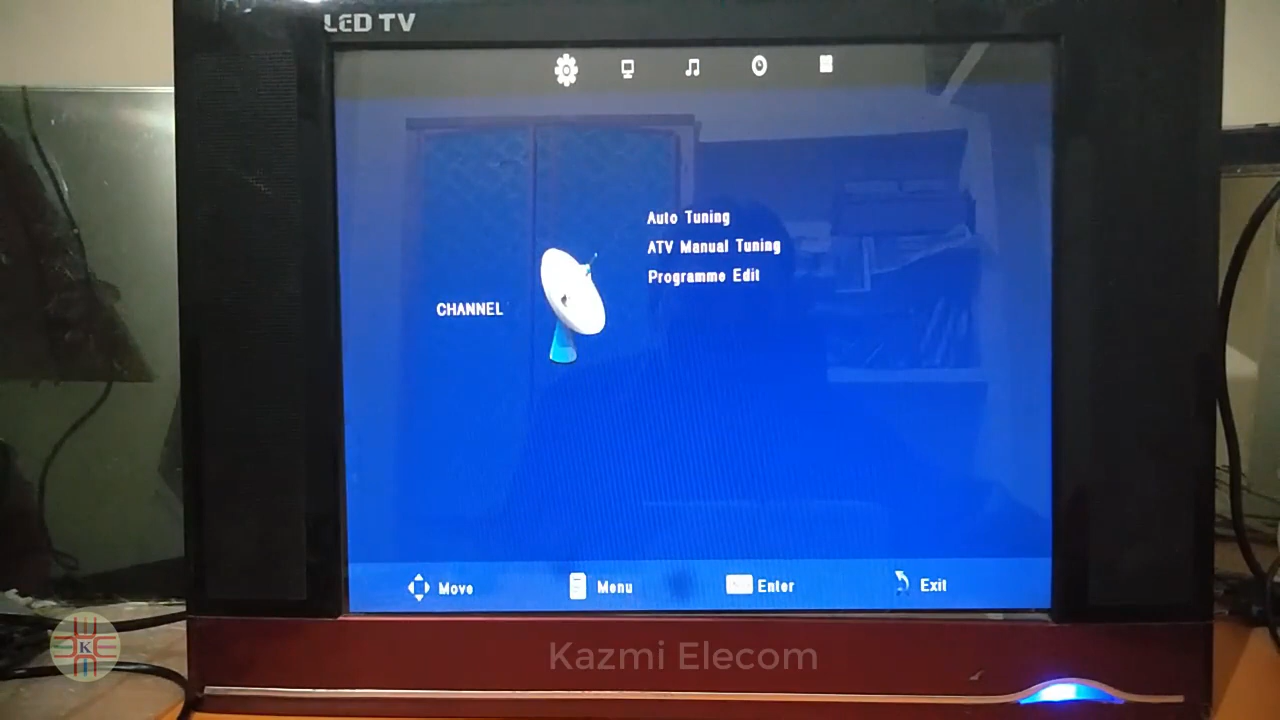 LED TV
Auto Tuning
ATV Manual Tuning
Programme Edit
CHANNEL
Move Menu Enter Exit
Kazmi Elecom
K